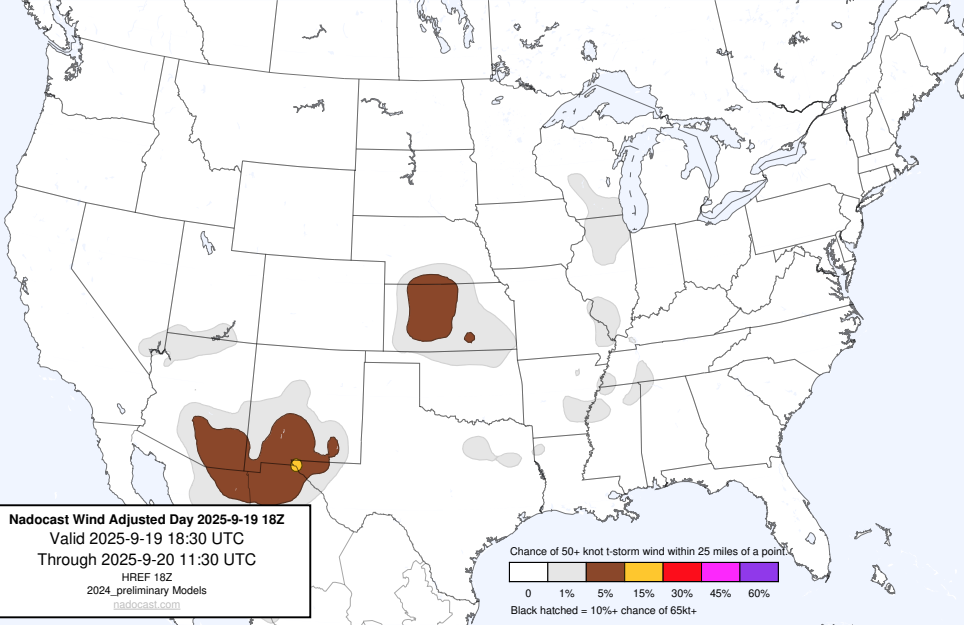 Nadocast Wind Adjusted Day 2025-9-19 18Z
Valid 2025-9-19 18:30 UTC
Through 2025-9-20 11:30 UTC
HREF 18Z
2024_preliminary Models
nadocast.com
Chance of 50+ knot t-storm wind within 25 miles of a point.
0 1% 5% 15% 30% 45% 60%
Black hatched = 10%+ chance of 65kt+